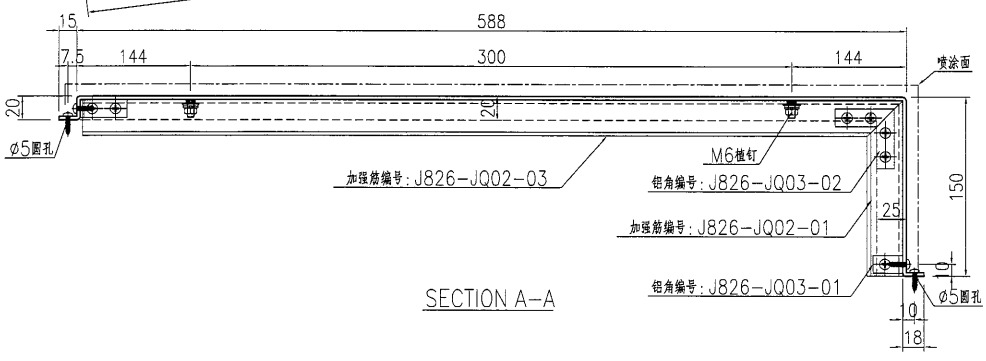 15
588
7.5
144
300
144
喷涂面
20
20
Ø5圆孔
M6植钉
加强筋编号:J826-JQ02-03
铝角编号:J826-JQ03-02
150
25
加强筋编号:J826-JQ02-01
10
铝角编号:J826-JQ03-01
Ø5圆孔
SECTION A-A
10
18